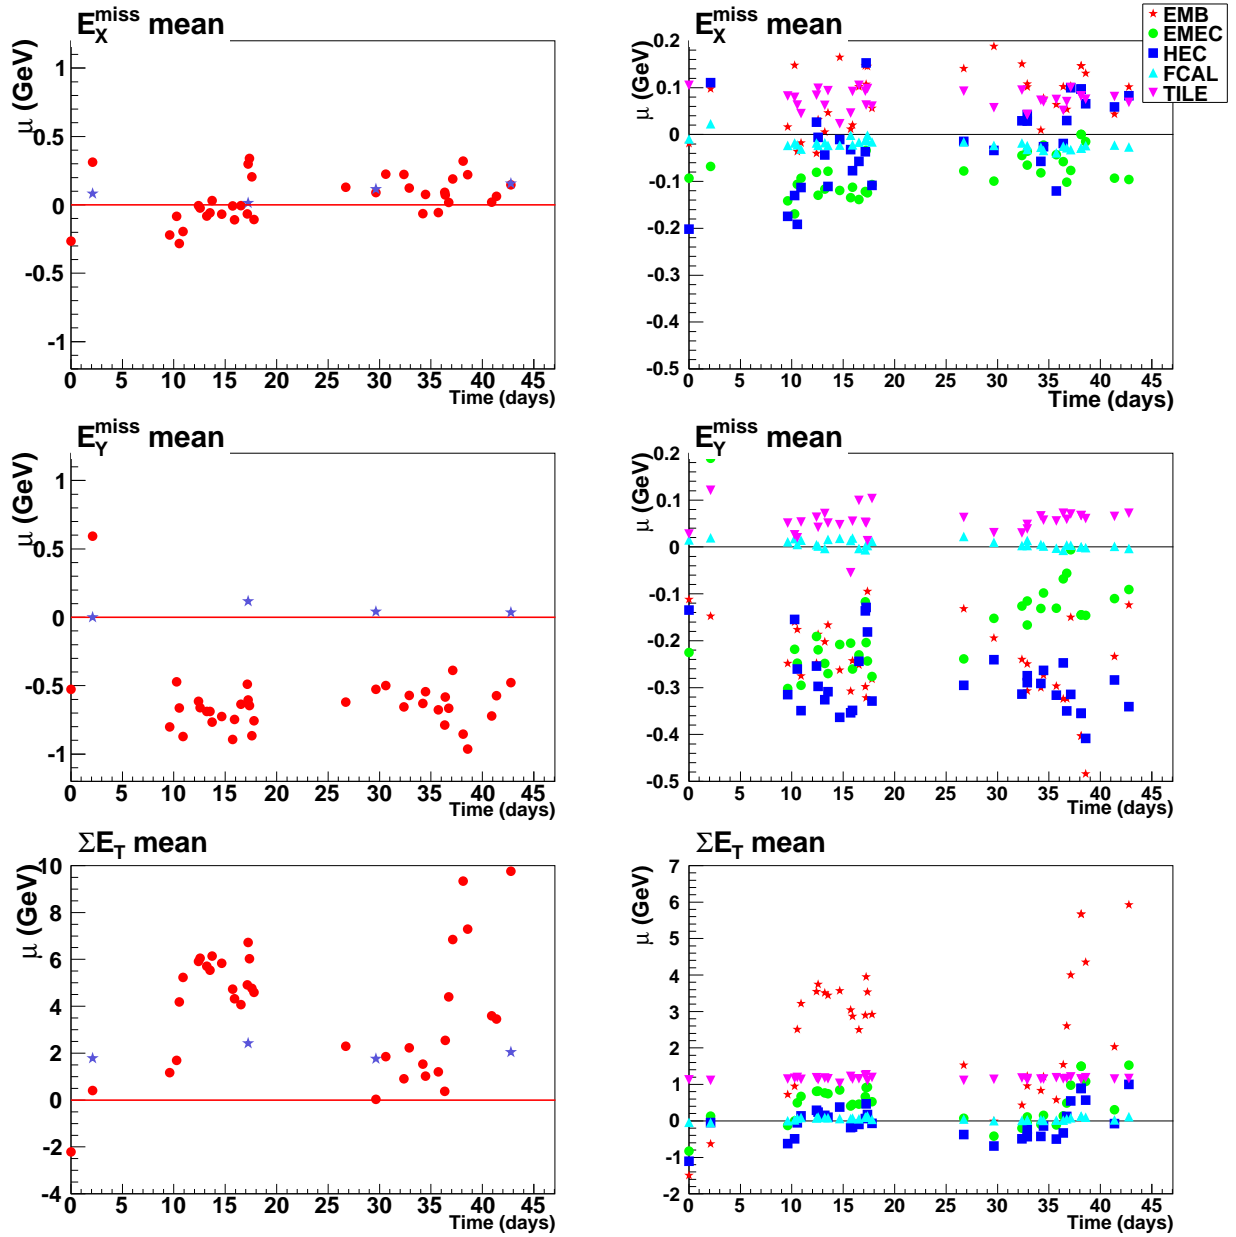 E_X^miss mean
μ (GeV)
1
0.5
0
-0.5
-1
0 5 10 15 20 25 30 35 40 45
Time (days)
E_X^miss mean
EMB
EMEC
HEC
FCAL
TILE
μ (GeV)
0.2
0.1
0
-0.1
-0.2
-0.3
-0.4
-0.5
0 5 10 15 20 25 30 35 40 45
Time (days)
E_Y^miss mean
μ (GeV)
1
0.5
0
-0.5
-1
0 5 10 15 20 25 30 35 40 45
Time (days)
E_Y^miss mean
μ (GeV)
0.2
0.1
0
-0.1
-0.2
-0.3
-0.4
-0.5
0 5 10 15 20 25 30 35 40 45
Time (days)
ΣE_T mean
μ (GeV)
10
8
6
4
2
0
-2
-4
0 5 10 15 20 25 30 35 40 45
Time (days)
ΣE_T mean
μ (GeV)
7
6
5
4
3
2
1
0
-1
-2
0 5 10 15 20 25 30 35 40 45
Time (days)